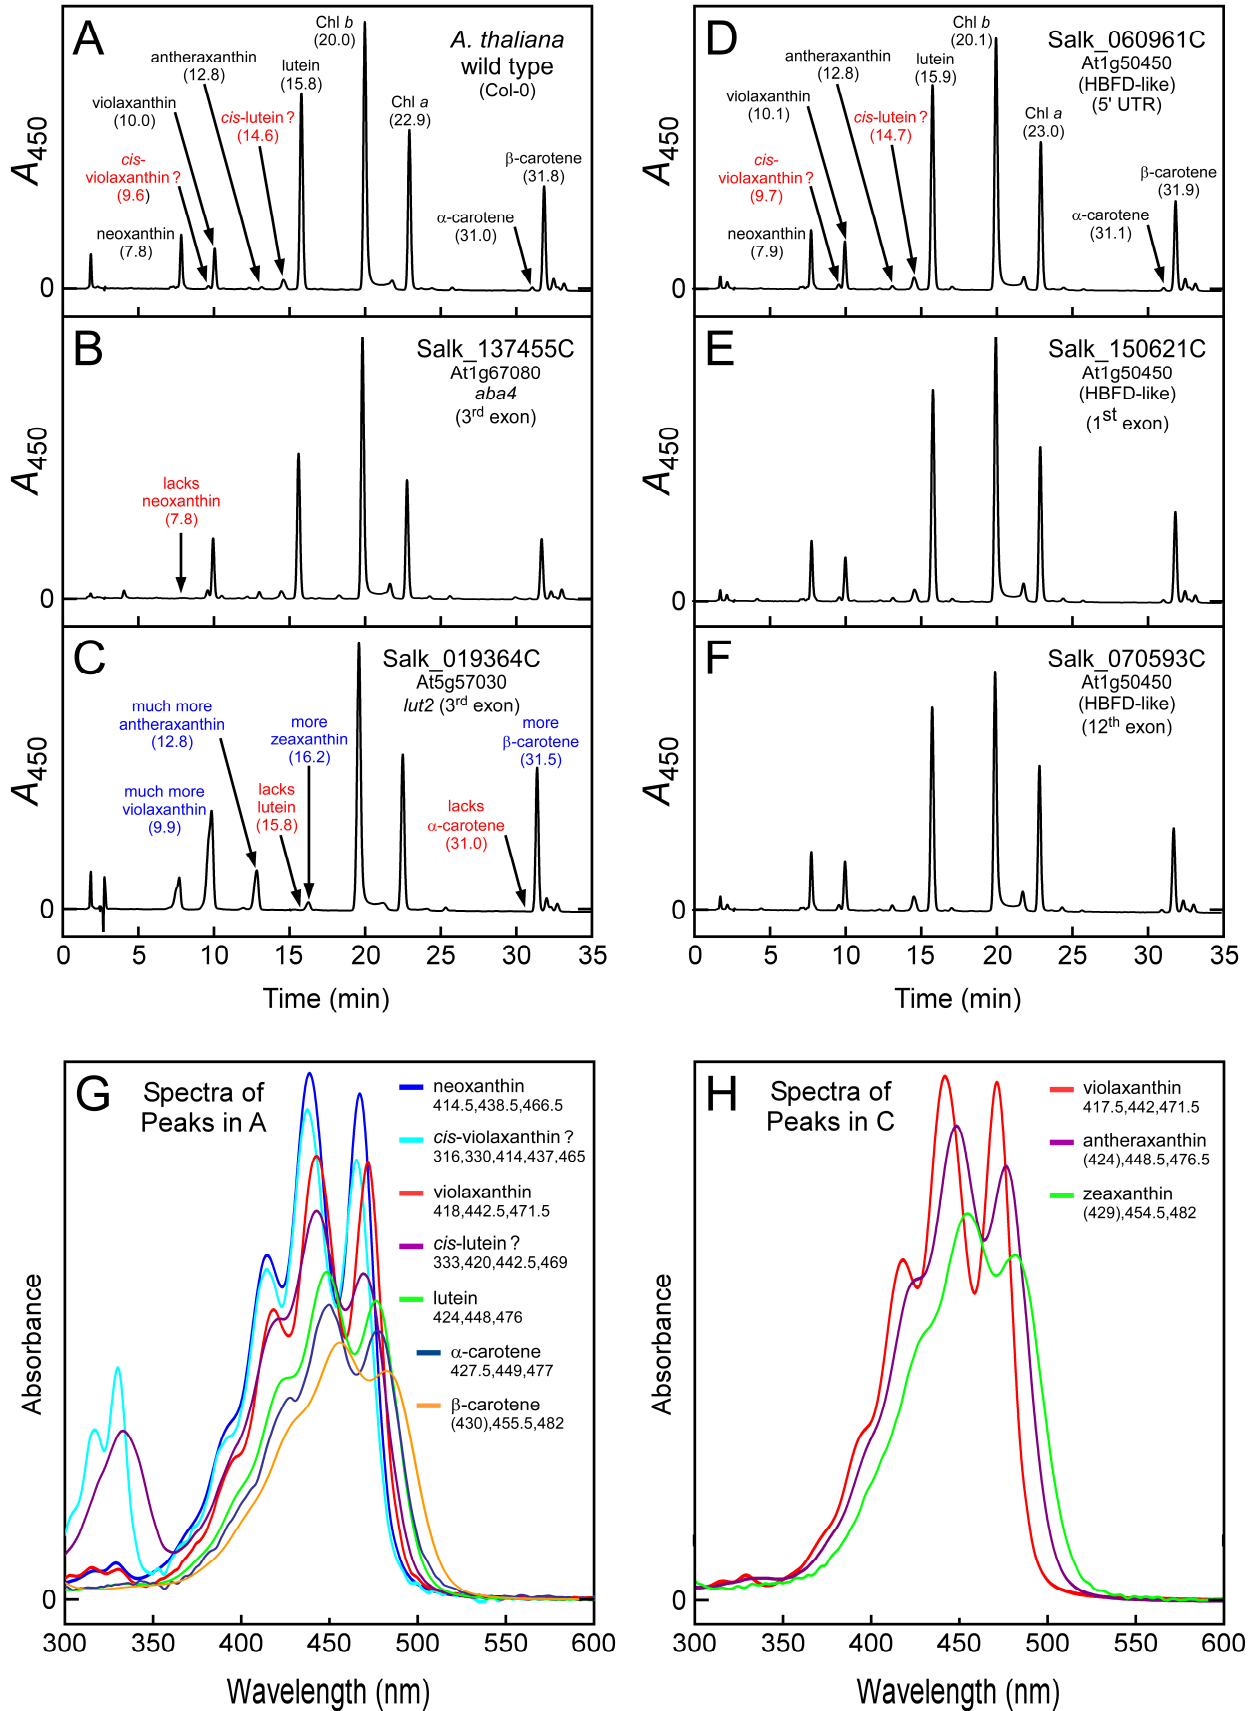 A
A. thaliana
wild type
(Col-0)
Chl b
(20.0)
antheraxanthin
(12.8)
lutein
(15.8)
violaxanthin
(10.0)
cis-lutein ?
(14.6)
Chl a
(22.9)
cis-
violaxanthin ?
(9.6)
β-carotene
(31.8)
α-carotene
(31.0)
neoxanthin
(7.8)
A450
0
B
Salk_137455C
At1g67080
aba4
(3rd exon)
lacks
neoxanthin
(7.8)
A450
0
C
Salk_019364C
At5g57030
lut2 (3rd exon)
much more
antheraxanthin
(12.8)
more
zeaxanthin
(16.2)
more
β-carotene
(31.5)
much more
violaxanthin
(9.9)
lacks
lutein
(15.8)
lacks
α-carotene
(31.0)
A450
0
0 5 10 15 20 25 30 35
Time (min)
D
Salk_060961C
At1g50450
(HBFD-like)
(5' UTR)
Chl b
(20.1)
antheraxanthin
(12.8)
lutein
(15.9)
violaxanthin
(10.1)
cis-lutein ?
(14.7)
Chl a
(23.0)
cis-
violaxanthin ?
(9.7)
β-carotene
(31.9)
α-carotene
(31.1)
neoxanthin
(7.9)
A450
0
E
Salk_150621C
At1g50450
(HBFD-like)
(1st exon)
A450
0
F
Salk_070593C
At1g50450
(HBFD-like)
(12th exon)
A450
0
0 5 10 15 20 25 30 35
Time (min)
G
Spectra of
Peaks in A
neoxanthin
414.5,438.5,466.5
cis-violaxanthin ?
316,330,414,437,465
violaxanthin
418,442.5,471.5
cis-lutein ?
333,420,442.5,469
lutein
424,448,476
α-carotene
427.5,449,477
β-carotene
(430),455.5,482
Absorbance
0
300 350 400 450 500 550 600
Wavelength (nm)
H
Spectra of
Peaks in C
violaxanthin
417.5,442,471.5
antheraxanthin
(424),448.5,476.5
zeaxanthin
(429),454.5,482
Absorbance
0
300 350 400 450 500 550 600
Wavelength (nm)